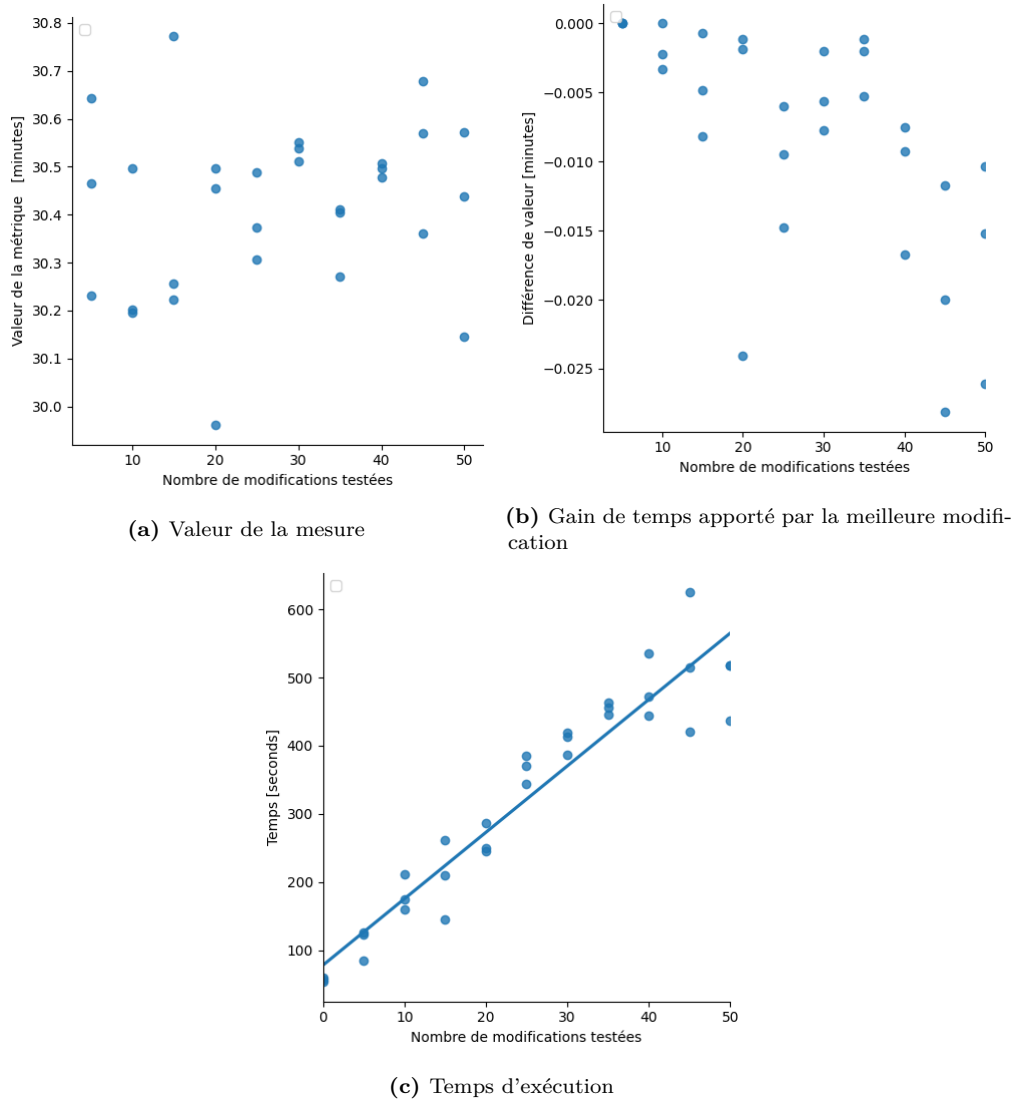 30.8
30.7
30.6
30.5
30.4
30.3
30.2
30.1
30.0
Valeur de la métrique [minutes]
10 20 30 40 50
Nombre de modifications testées
(a) Valeur de la mesure
0.000
−0.005
−0.010
−0.015
−0.020
−0.025
Différence de valeur [minutes]
10 20 30 40 50
Nombre de modifications testées
(b) Gain de temps apporté par la meilleure modifi-
cation
600
500
400
300
200
100
Temps [seconds]
0 10 20 30 40 50
Nombre de modifications testées
(c) Temps d'exécution